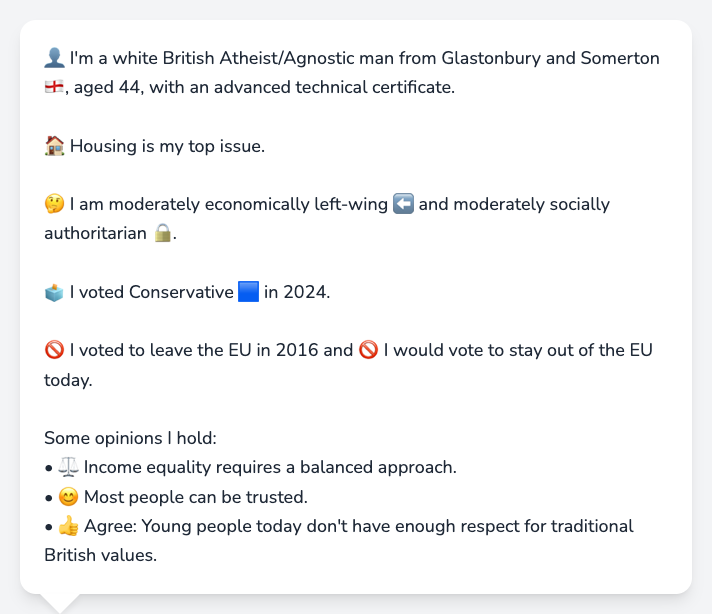 👤 I'm a white British Atheist/Agnostic man from Glastonbury and Somerton
🏴󠁧󠁢󠁥󠁮󠁧󠁿, aged 44, with an advanced technical certificate.
🏠 Housing is my top issue.
🤔 I am moderately economically left-wing ⬅️ and moderately socially
authoritarian 🔒.
🗳️ I voted Conservative 🟦 in 2024.
🚫 I voted to leave the EU in 2016 and 🚫 I would vote to stay out of the EU
today.
Some opinions I hold:
• ⚖️ Income equality requires a balanced approach.
• 😊 Most people can be trusted.
• 👍 Agree: Young people today don't have enough respect for traditional
British values.